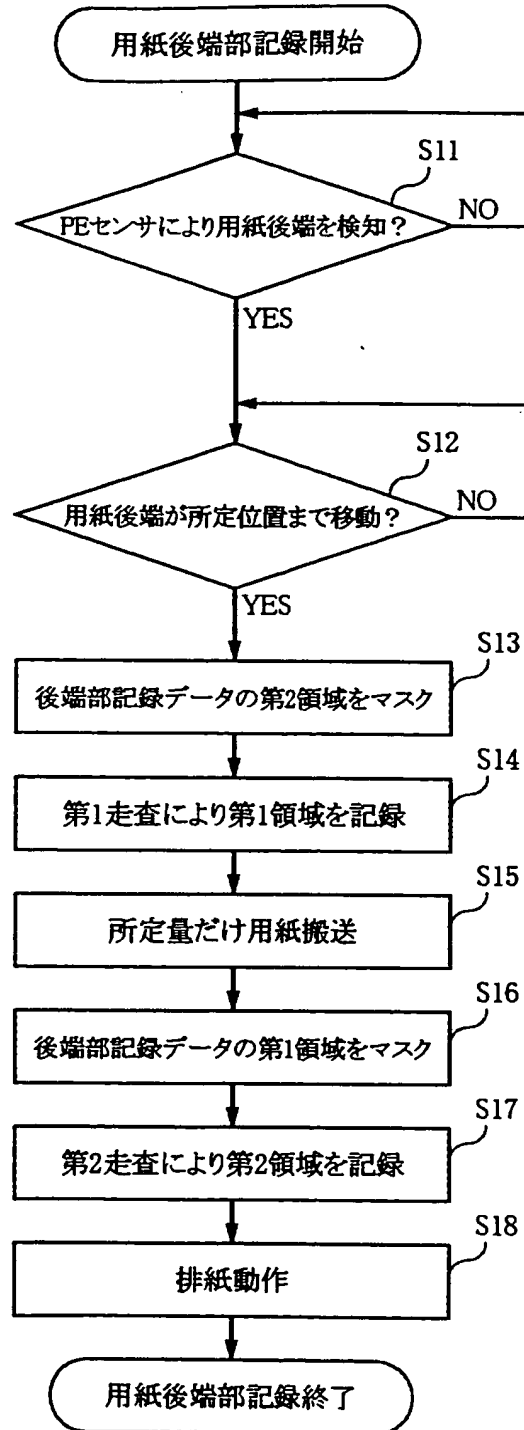 用紙後端部記録開始
S11
PEセンサにより用紙後端を検知?
NO
YES
S12
用紙後端が所定位置まで移動?
NO
YES
S13
後端部記録データの第2領域をマスク
S14
第1走査により第1領域を記録
S15
所定量だけ用紙搬送
S16
後端部記録データの第1領域をマスク
S17
第2走査により第2領域を記録
S18
排紙動作
用紙後端部記録終了